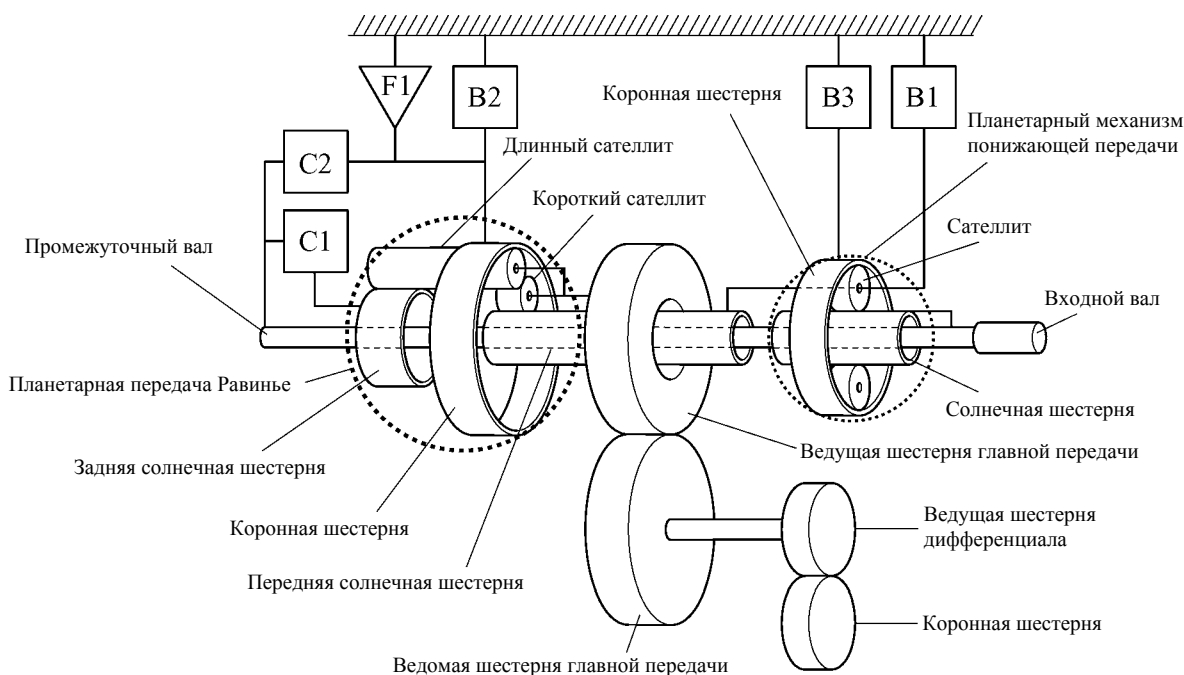 F1
B2
Коронная шестерня
B3
B1
Планетарный механизм
понижающей передачи
C2
Длинный сателлит
Короткий сателлит
C1
Сателлит
Промежуточный вал
Входной вал
Планетарная передача Равинье
Солнечная шестерня
Задняя солнечная шестерня
Ведущая шестерня главной передачи
Коронная шестерня
Ведущая шестерня
дифференциала
Передняя солнечная шестерня
Коронная шестерня
Ведомая шестерня главной передачи